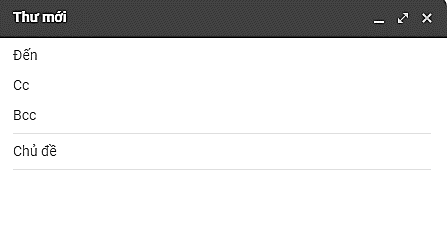 Thư mới
Đến
Cc
Bcc
Chủ đề